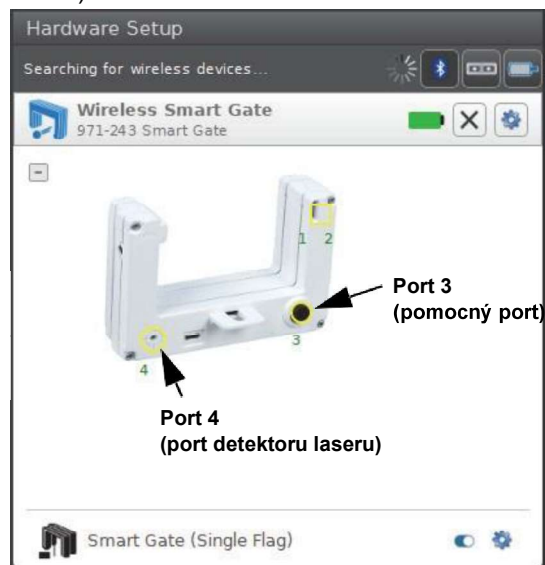 Hardware Setup
Searching for wireless devices...
Wireless Smart Gate
971-243 Smart Gate
1 2
Port 3
(pomocný port)
3
4
Port 4
(port detektoru laseru)
Smart Gate (Single Flag)